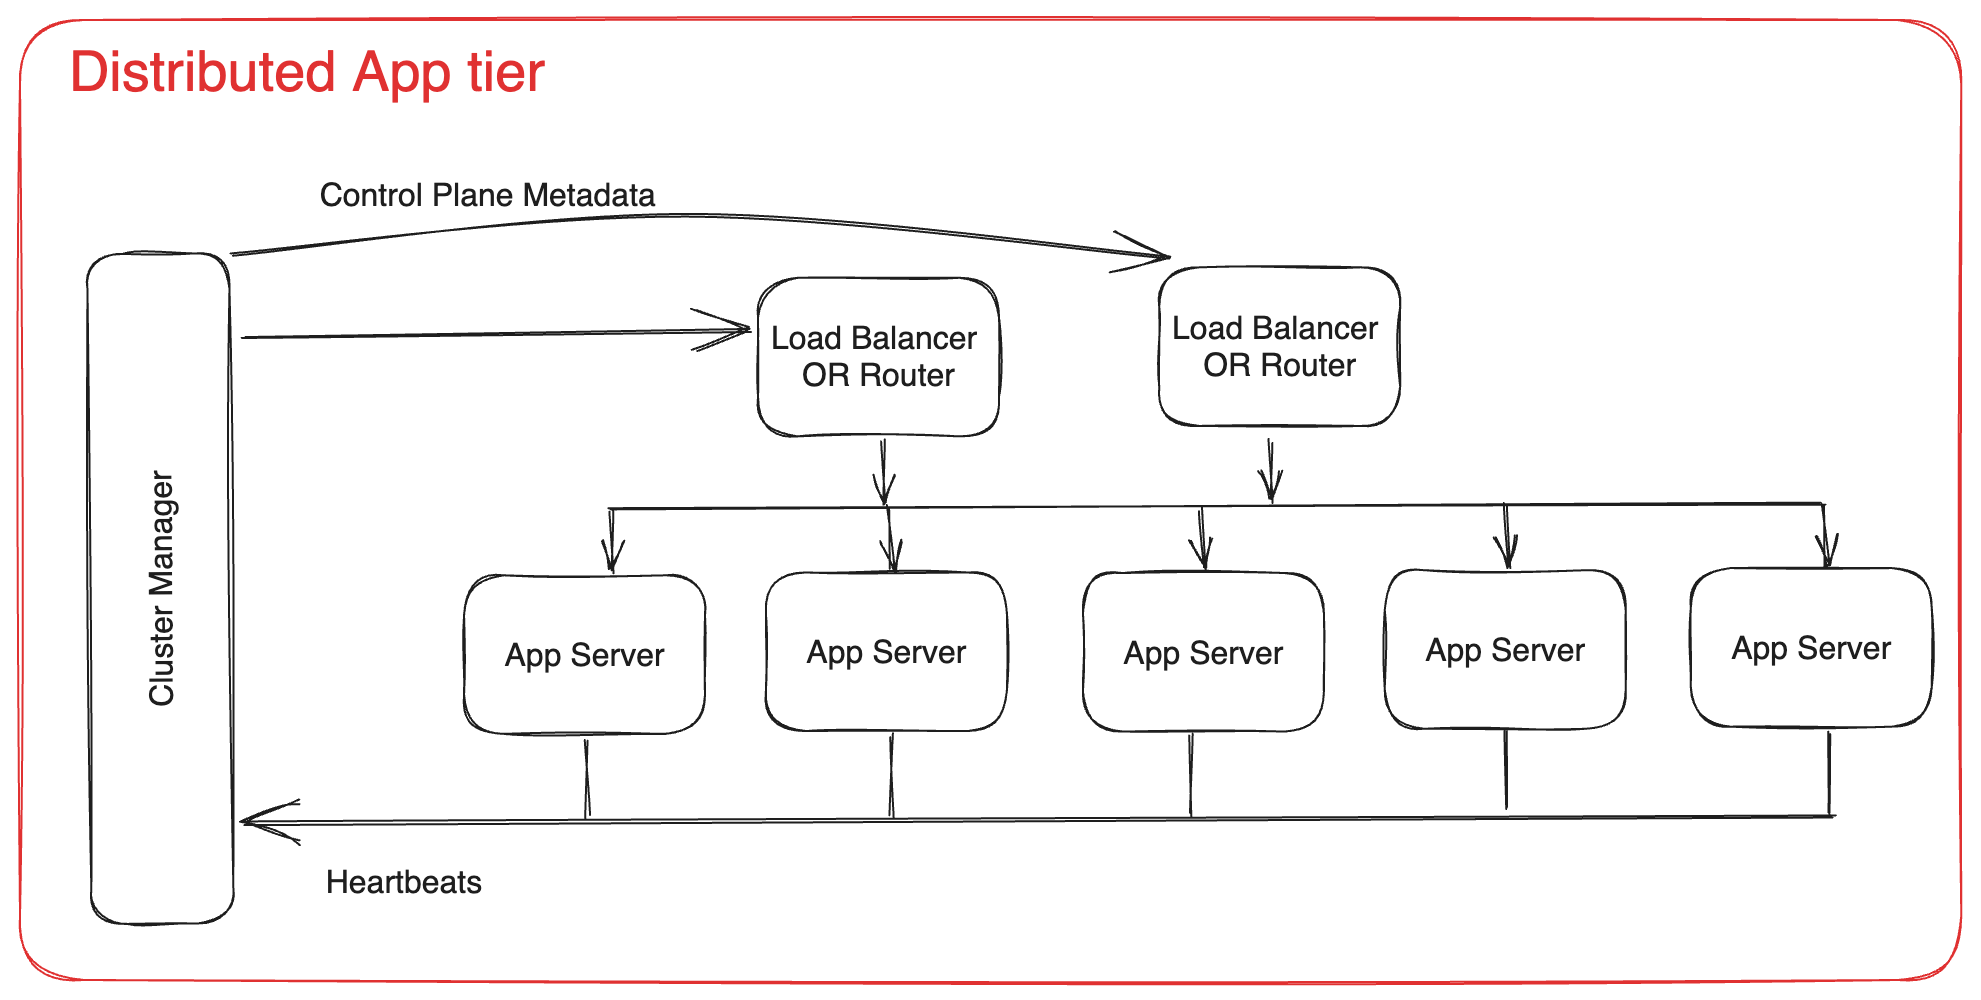 Distributed App tier
Control Plane Metadata
Load Balancer
OR Router
Load Balancer
OR Router
Cluster Manager
App Server
App Server
App Server
App Server
App Server
Heartbeats